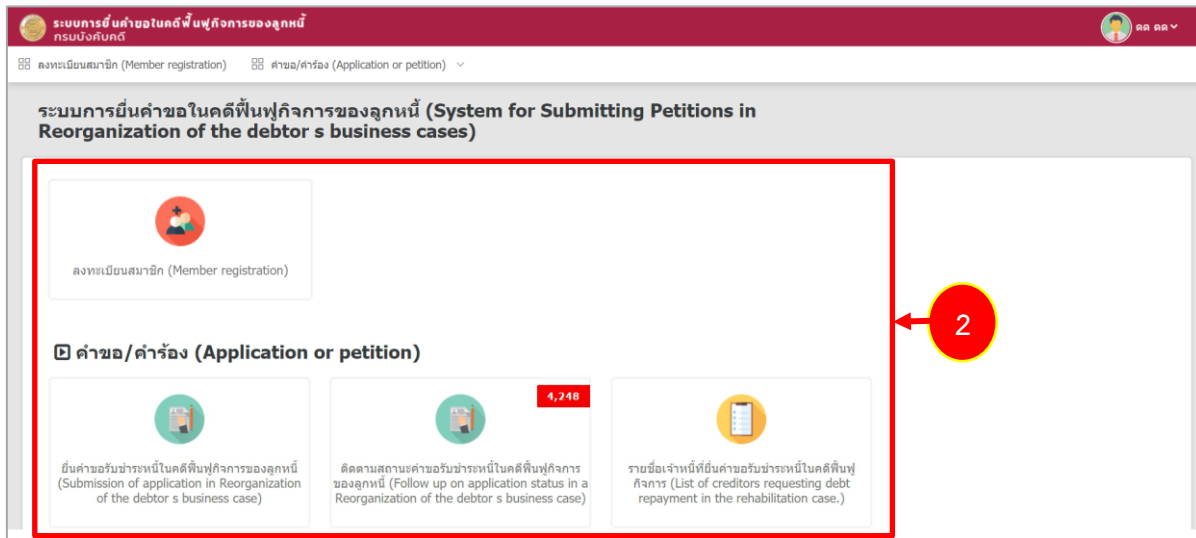 ระบบการยื่นคำขอในคดีฟื้นฟูกิจการของลูกหนี้
กรมบังคับคดี
ดด ดด
ลงทะเบียนสมาชิก (Member registration)
คำขอ/คำร้อง (Application or petition)
ระบบการยื่นคำขอในคดีฟื้นฟูกิจการของลูกหนี้ (System for Submitting Petitions in
Reorganization of the debtor s business cases)
ลงทะเบียนสมาชิก (Member registration)
2
คำขอ/คำร้อง (Application or petition)
ยื่นคำขอรับชำระหนี้ในคดีฟื้นฟูกิจการของลูกหนี้
(Submission of application in Reorganization
of the debtor s business case)
4,248
ติดตามสถานะคำขอรับชำระหนี้ในคดีฟื้นฟูกิจการ
ของลูกหนี้ (Follow up on application status in a
Reorganization of the debtor s business case)
รายชื่อเจ้าหนี้ที่ยื่นคำขอรับชำระหนี้ในคดีฟื้นฟู
กิจการ (List of creditors requesting debt
repayment in the rehabilitation case.)